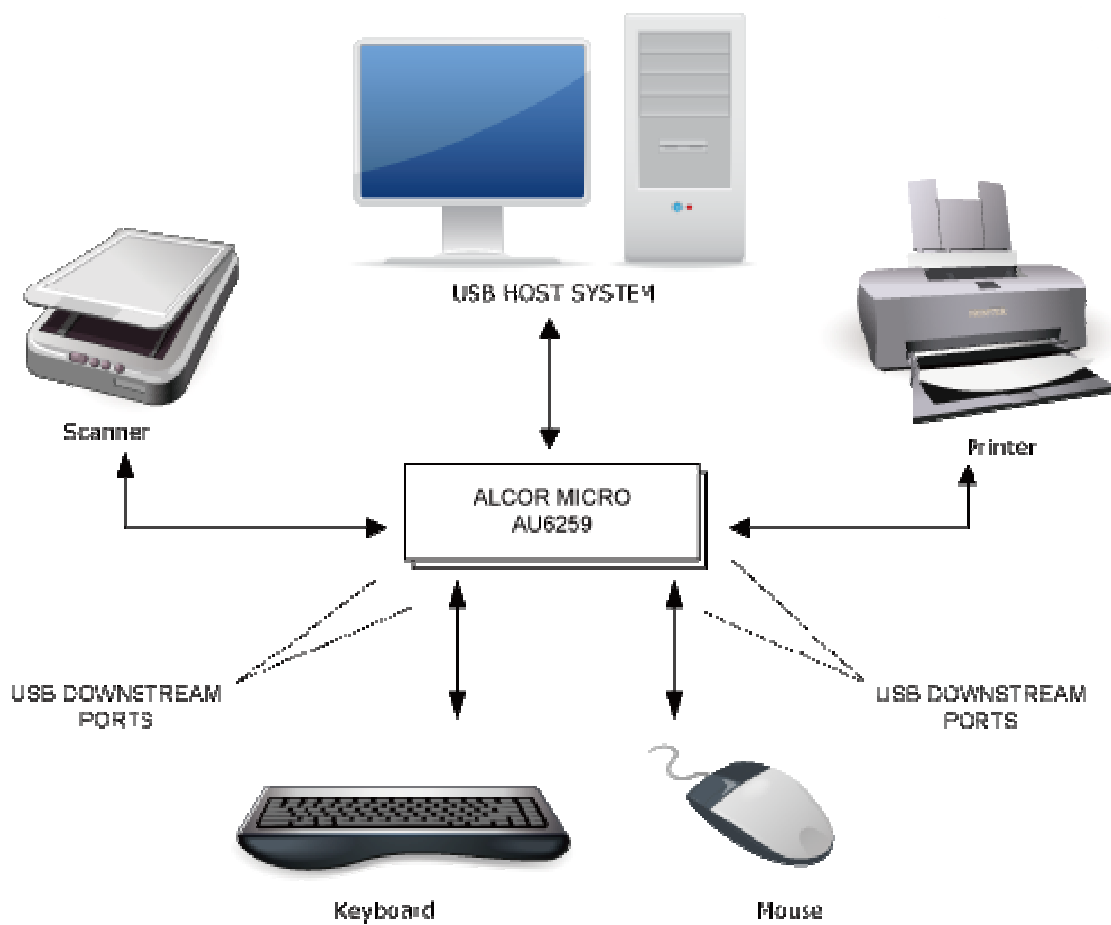 USB HOST SYSTEM
Scanner
Printer
ALCOR MICRO
AU6259
USB DOWNSTREAM
PORTS
USB DOWNSTREAM
PORTS
Keyboard
Mouse